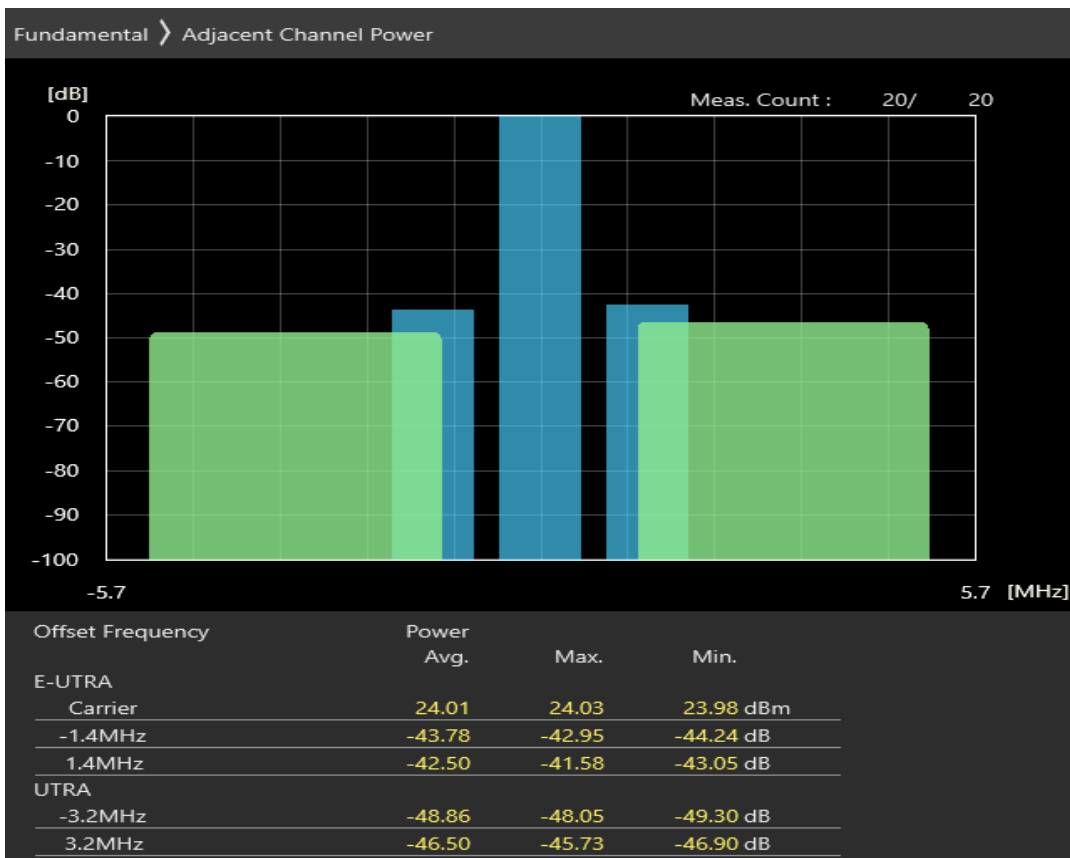 Fundamental 〉 Adjacent Channel Power
[dB]
Meas. Count : 20/ 20
0
-10
-20
-30
-40
-50
-60
-70
-80
-90
-100
-5.7 5.7 [MHz]
Offset Frequency Power
Avg. Max. Min.
E-UTRA
Carrier 24.01 24.03 23.98 dBm
-1.4MHz -43.78 -42.95 -44.24 dB
1.4MHz -42.50 -41.58 -43.05 dB
UTRA
-3.2MHz -48.86 -48.05 -49.30 dB
3.2MHz -46.50 -45.73 -46.90 dB